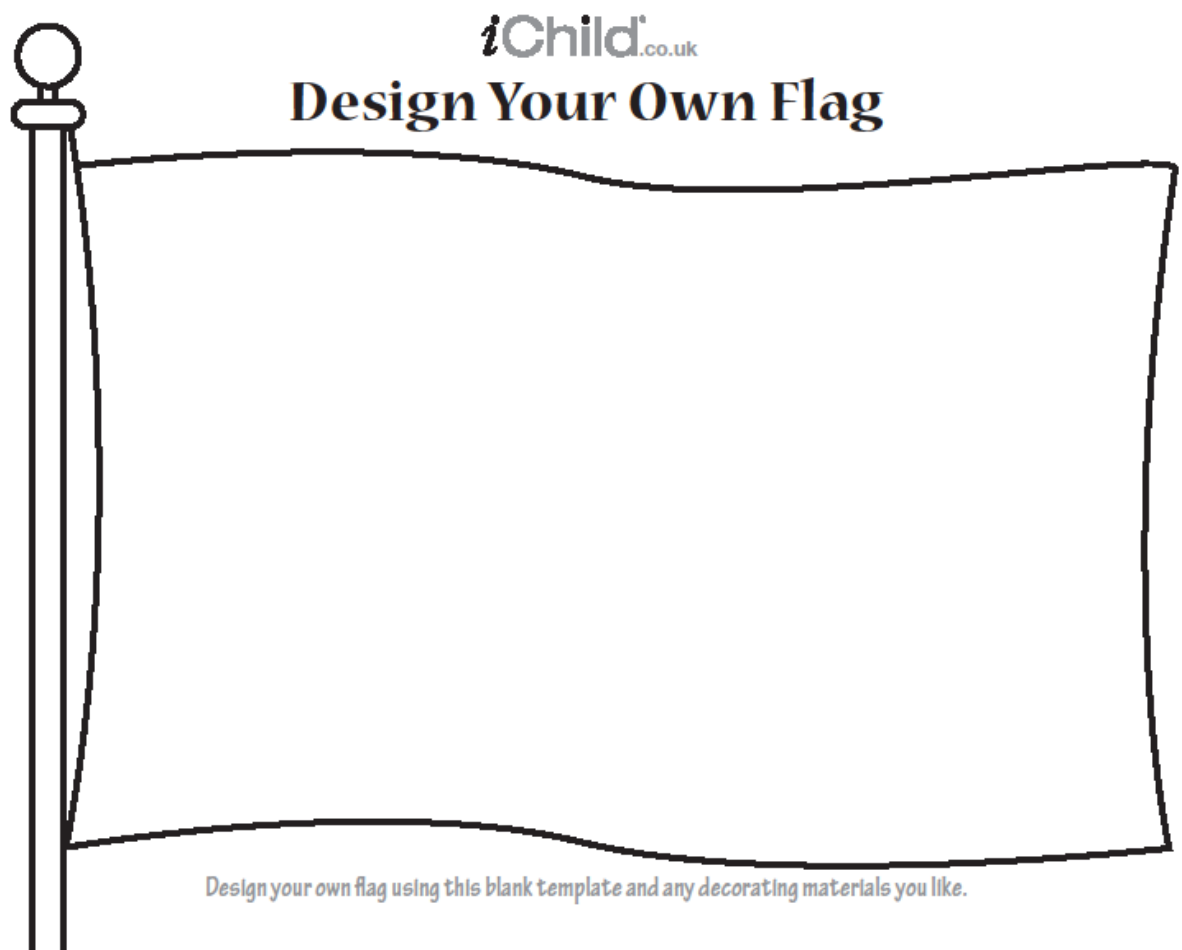 iChild.co.uk
Design Your Own Flag
Design your own flag using this blank template and any decorating materials you like.